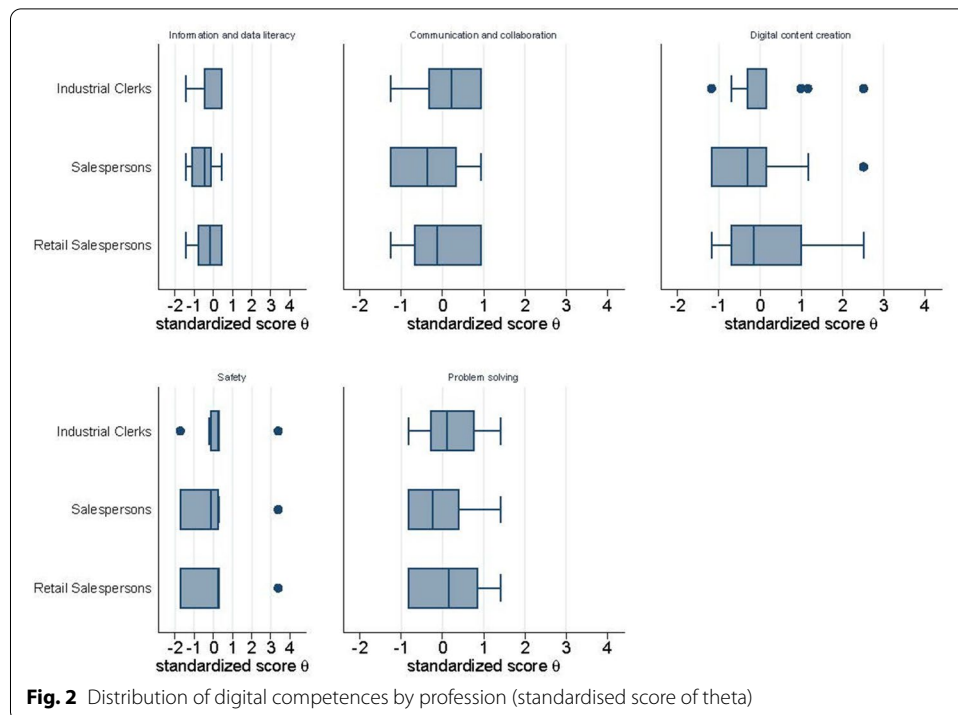 Information and data literacy
Communication and collaboration
Digital content creation
Industrial Clerks
Salespersons
Retail Salespersons
-2 -1 0 1 2 3 4
standardized score θ
-2 -1 0 1 2 3 4
standardized score θ
-2 -1 0 1 2 3 4
standardized score θ
Safety
Problem solving
Industrial Clerks
Salespersons
Retail Salespersons
-2 -1 0 1 2 3 4
standardized score θ
-2 -1 0 1 2 3 4
standardized score θ
Fig. 2 Distribution of digital competences by profession (standardised score of theta)